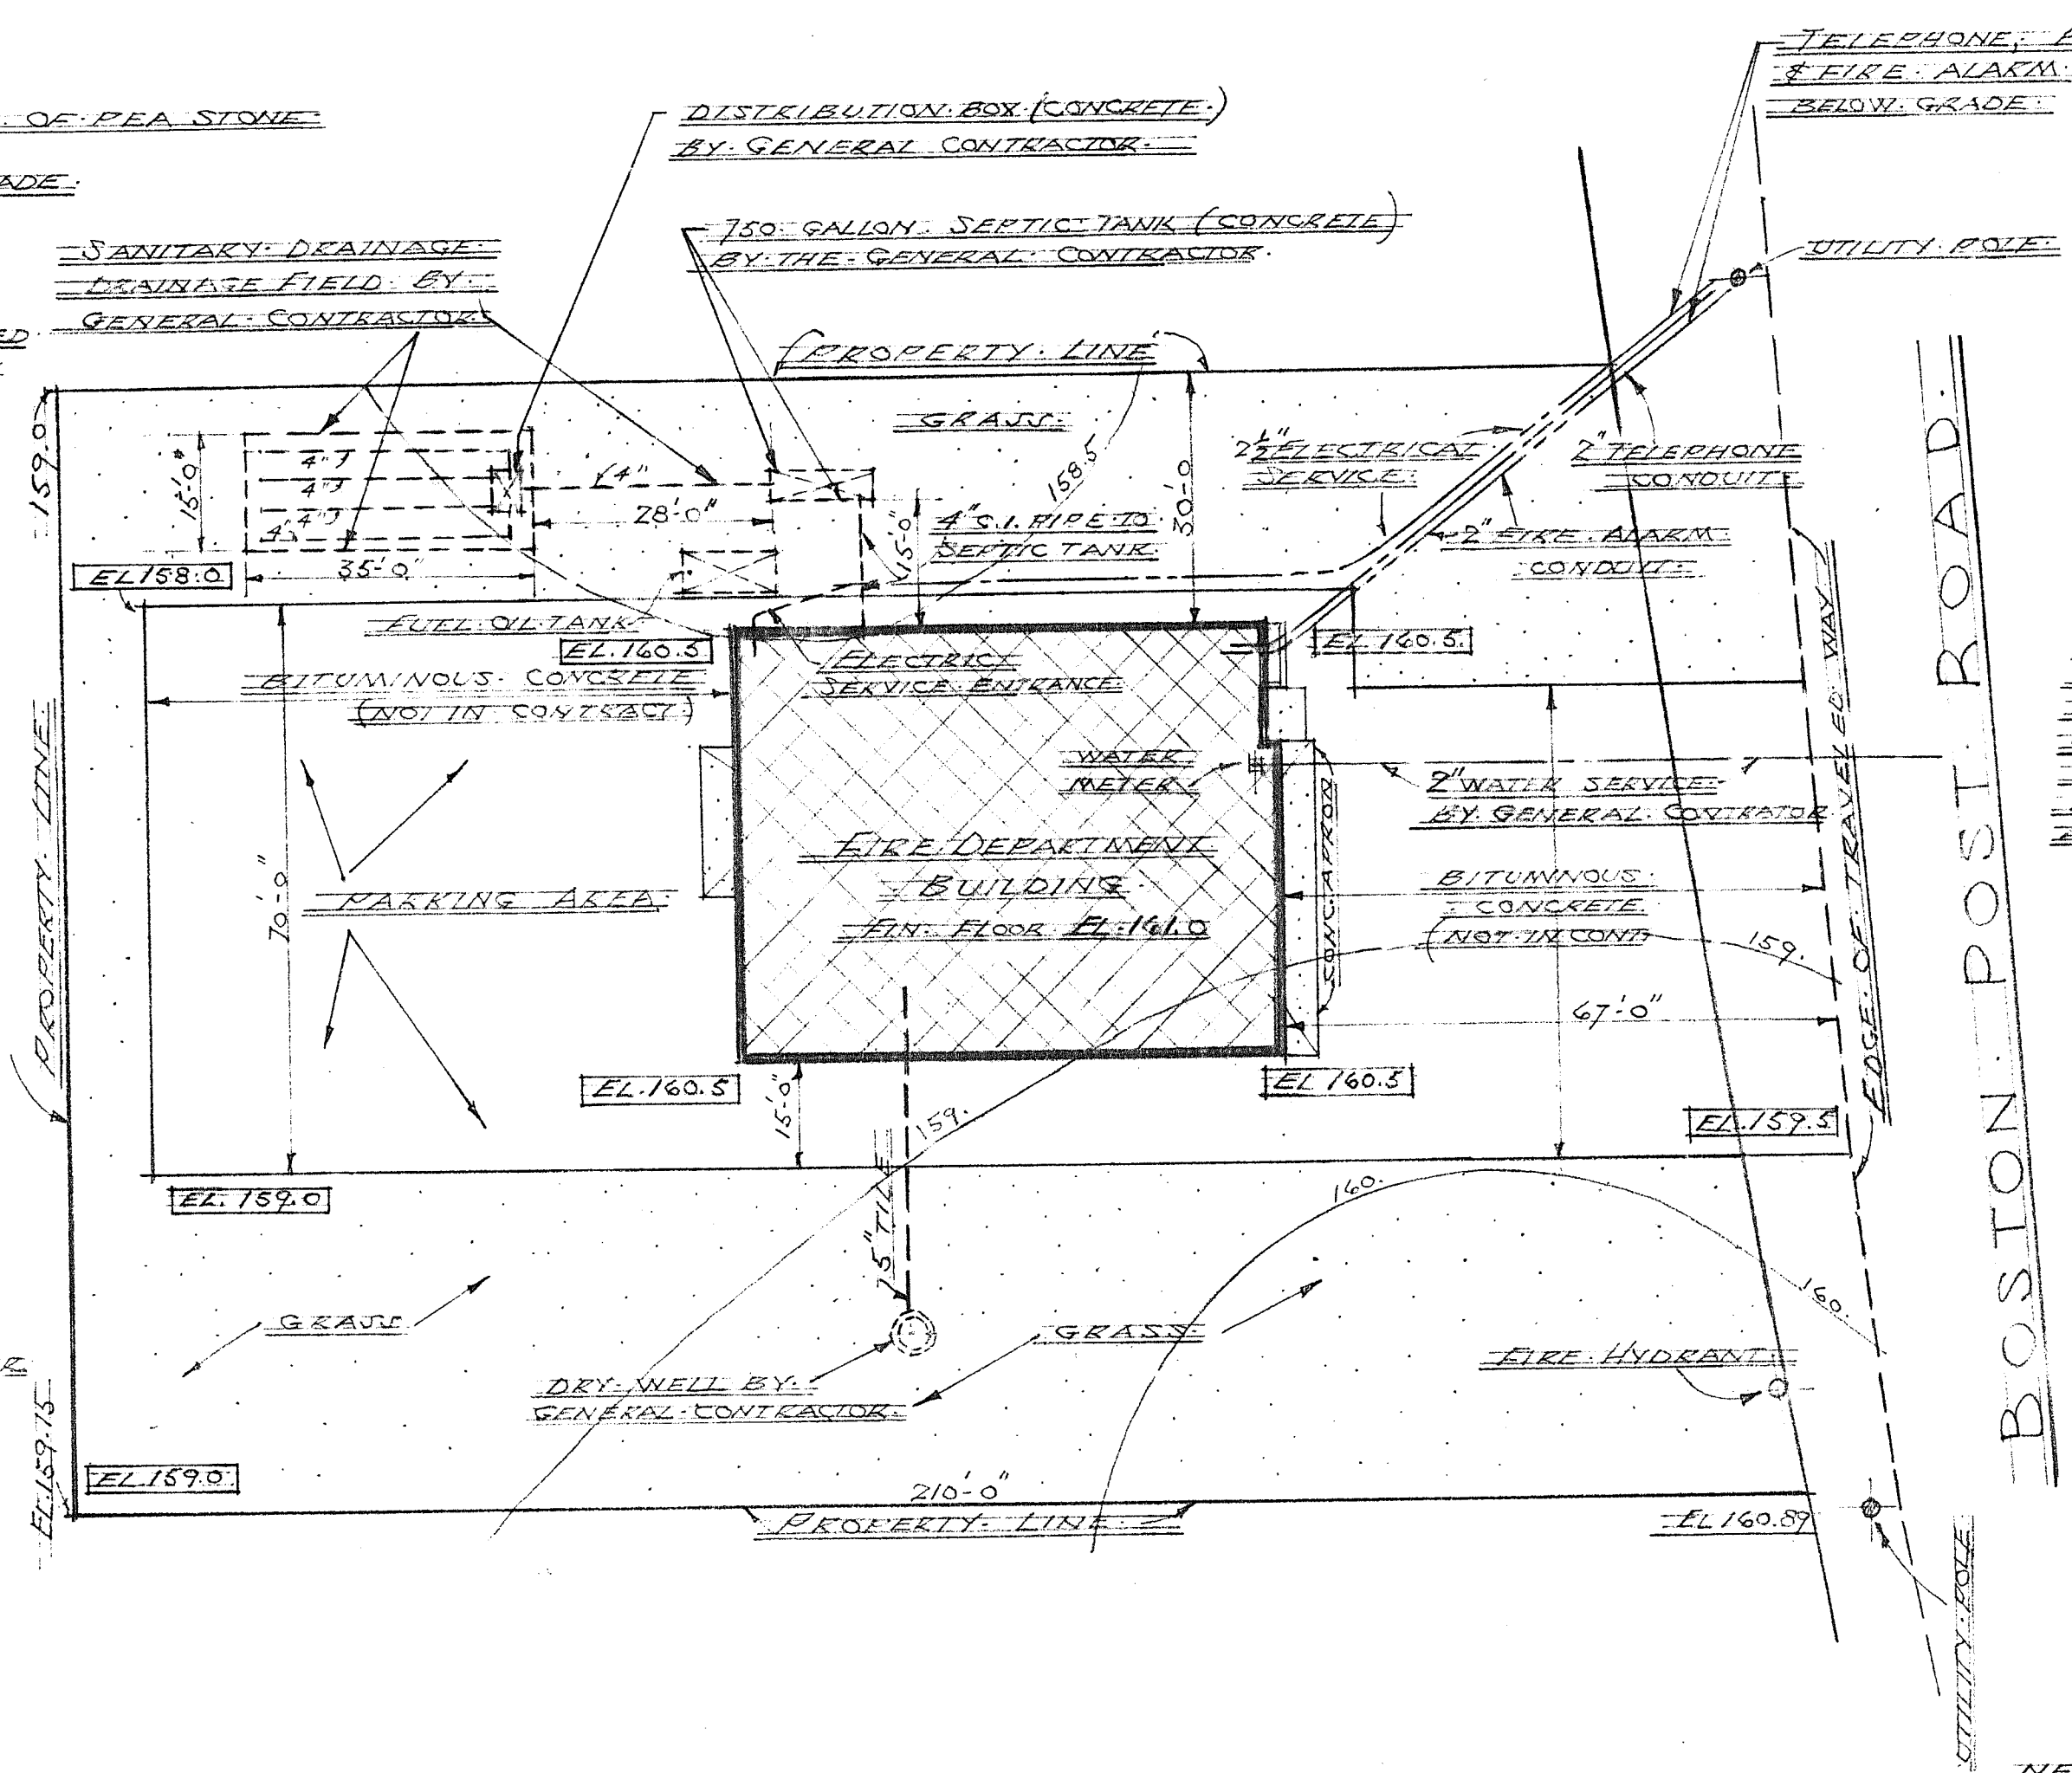 TELEPHONE,
& FIRE ALARM
BELOW GRADE.
OF PEA STONE
DISTRIBUTION BOX (CONCRETE)
BY GENERAL CONTRACTOR.
750 GALLON SEPTIC TANK (CONCRETE)
BY THE GENERAL CONTRACTOR.
SANITARY DRAINAGE
DRAINAGE FIELD BY
GENERAL CONTRACTOR
UTILITY POLE
PROPERTY LINE
GRASS
159.0
15'-0"
4"
4"
4"
4"
4"
28'-0"
35'-0"
EL 158.0
15'-0"
4" C.I. PIPE TO
SEPTIC TANK
158.5
30'-0
2½" ELECTRICAL
SERVICE
2" TELEPHONE
CONDUIT
2" FIRE ALARM
CONDUIT
FUEL OIL TANK
EL. 160.5
EL 160.5
ELECTRIC
SERVICE ENTRANCE
BITUMINOUS CONCRETE
(NOT IN CONTRACT)
WATER
METER
2" WATER SERVICE
BY GENERAL CONTRATOR
PROPERTY LINE
70'-0"
PARKING AREA
FIRE DEPARTMENT
BUILDING
FIN. FLOOR EL. 161.0
CONC. APRON
BITUMINOUS
CONCRETE
(NOT IN CONT.
159.
67'-0"
EDGE OF TRAVELED WAY
BOSTON POST ROAD.
EL. 160.5
15'-0"
EL 160.5
EL. 159.5
159.
EL. 159.0
5" TILE
160.
160.
GRASS
GRASS
DRY WELL BY
GENERAL CONTRACTOR
FIRE HYDRANT
EL 159.75
EL. 159.0
210'-0"
PROPERTY LINE
EL 160.89
UTILITY POLE